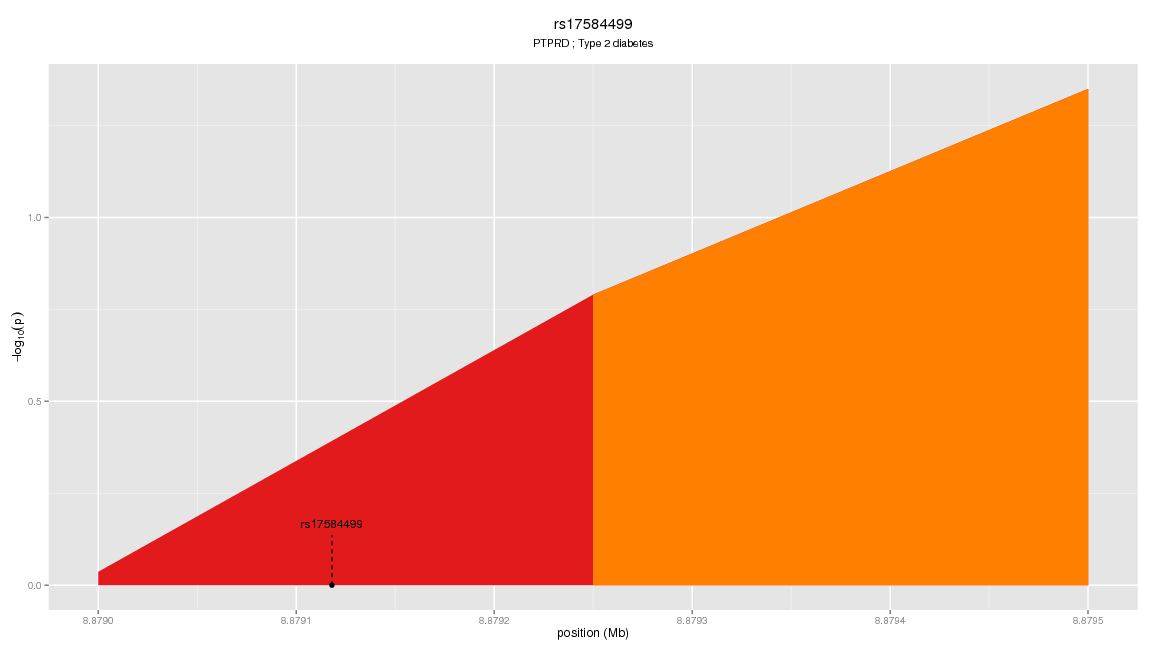 rs17584499
PTPRD ; Type 2 diabetes
−log10(p)
1.0
0.5
0.0
rs17584499
8.8790 8.8791 8.8792 8.8793 8.8794 8.8795
position (Mb)